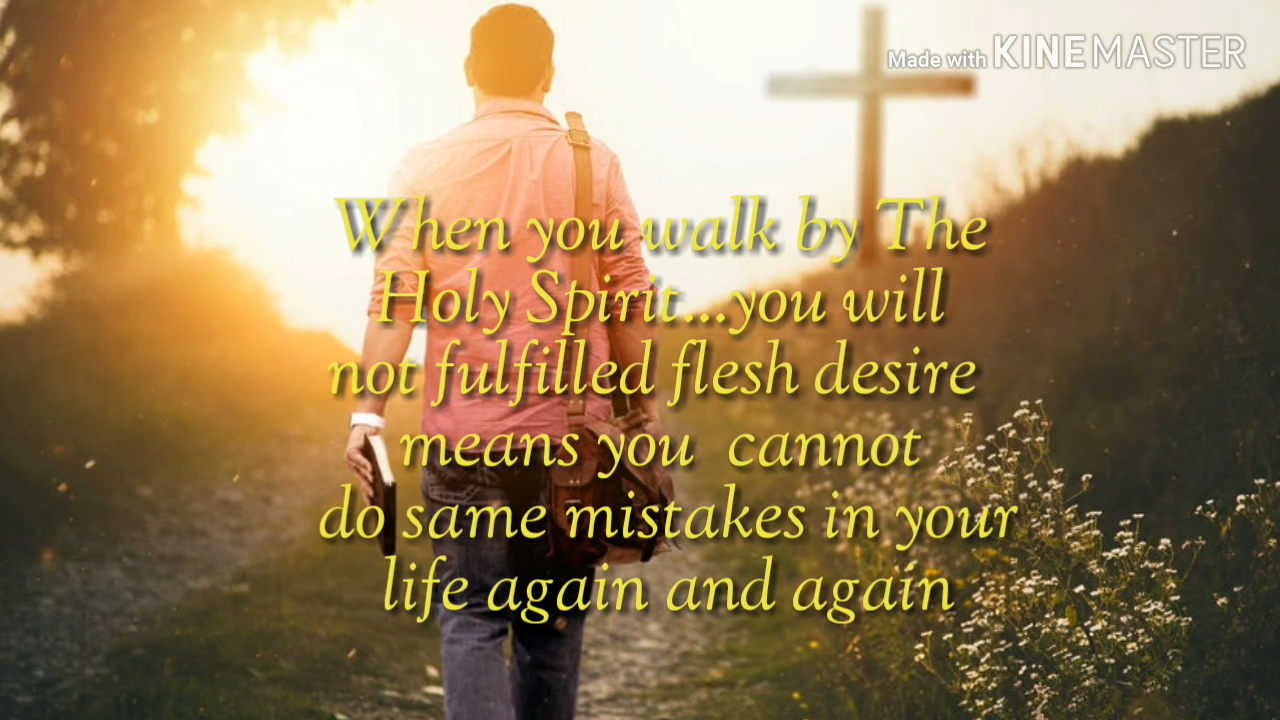 Made with KINEMASTER
When you walk by The
Holy Spirit...you will
not fulfilled flesh desire
means you cannot
do same mistakes in your
life again and again